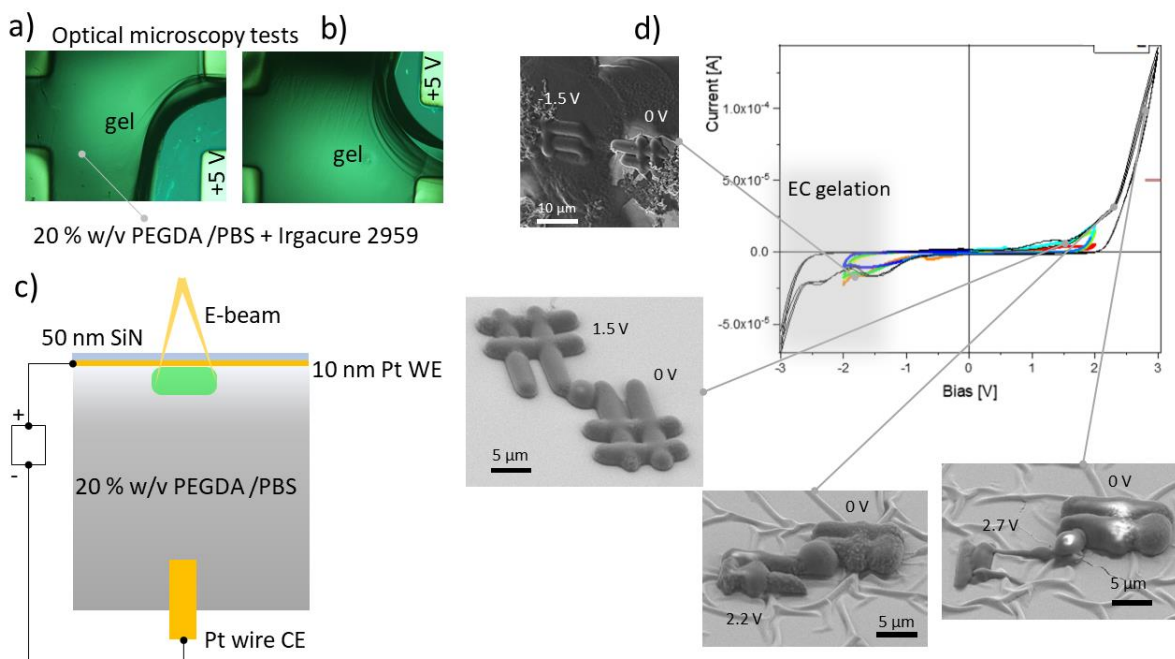 a)
Optical microscopy tests
b)
gel
+5 V
gel
+5 V
20 % w/v PEGDA /PBS + Irgacure 2959
c)
E-beam
50 nm SiN
10 nm Pt WE
+
-
20 % w/v PEGDA /PBS
Pt wire CE
d)
-1.5 V
0 V
10 µm
1.5 V
0 V
5 µm
0 V
2.2 V
5 µm
0 V
2.7 V
5 µm
Current [A]
1.0x10-4
5.0x10-5
0.0
-5.0x10-5
EC gelation
-3 -2 -1 0 1 2 3
Bias [V]